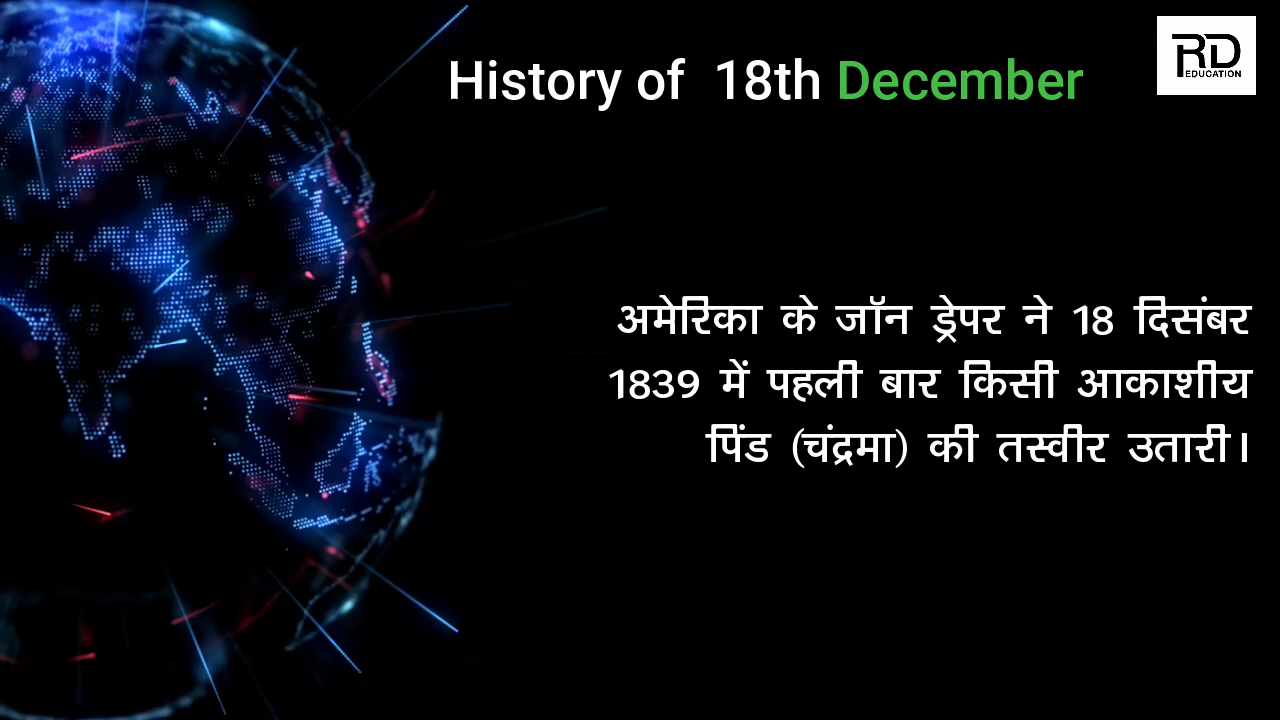 History of 18th December
RD
EDUCATION
अमेरिका के जॉन ड्रेपर ने 18 दिसंबर
1839 में पहली बार किसी आकाशीय
पिंड (चंद्रमा) की तस्वीर उतारी।